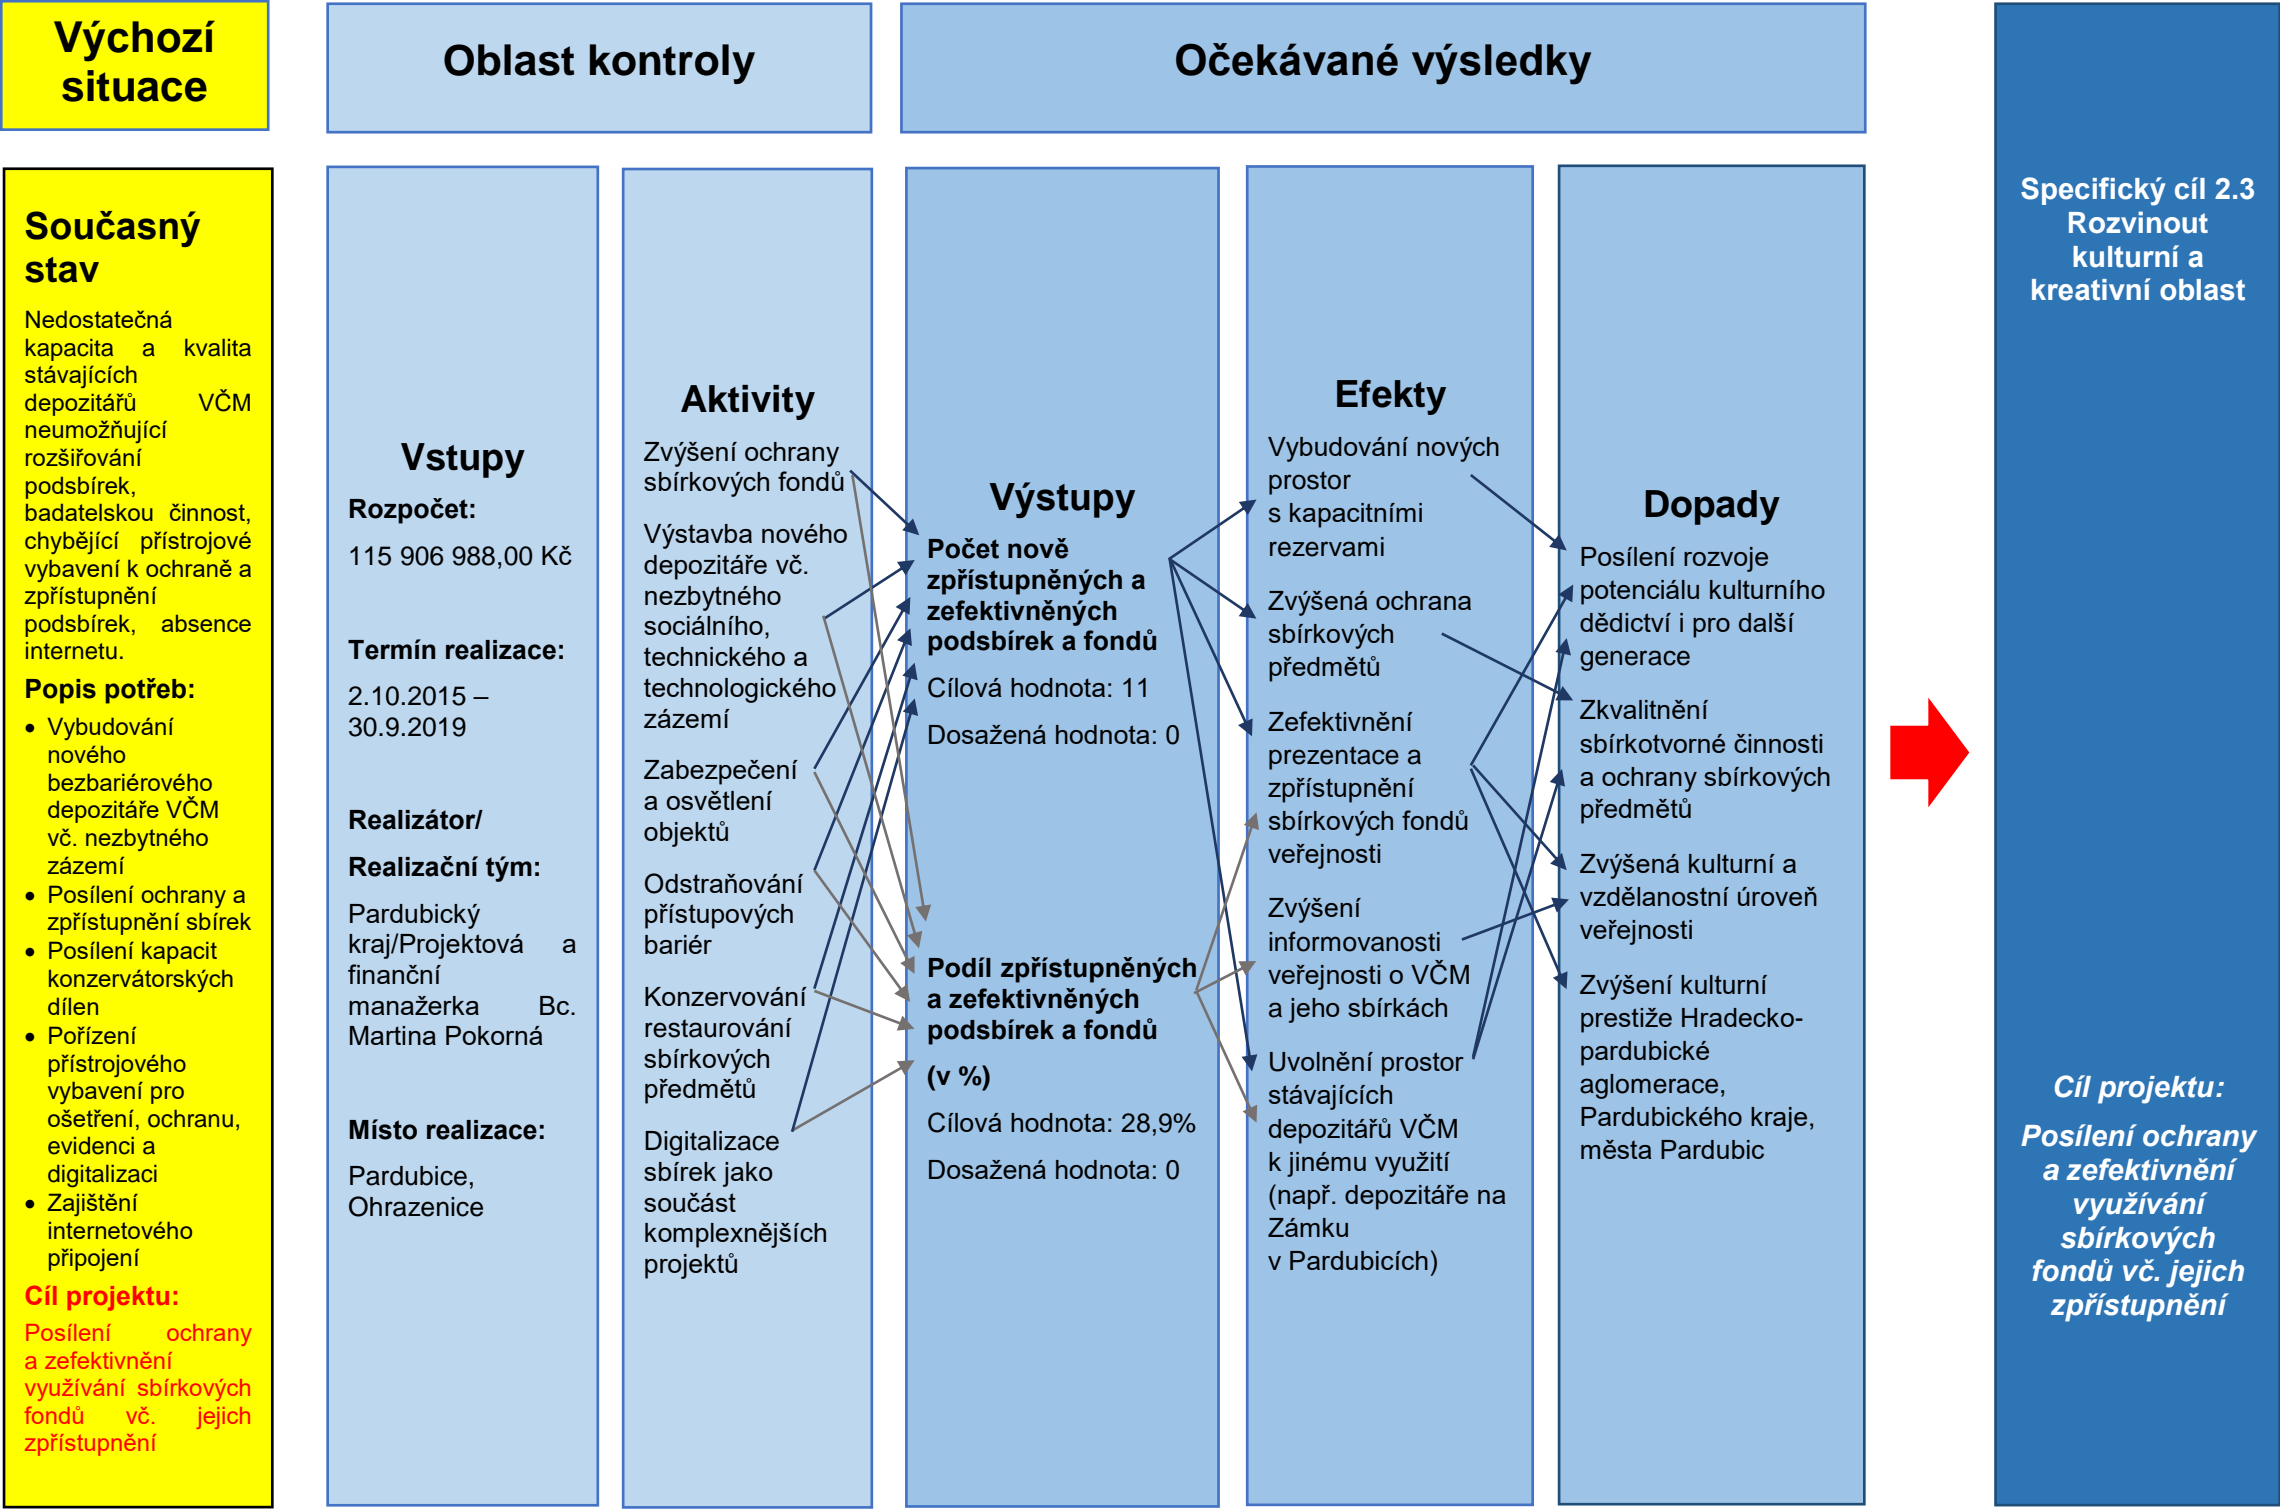 Výchozí
situace
Oblast kontroly
Očekávané výsledky
Současný
stav
Nedostatečná
kapacita a kvalita
stávajících
depozitářů VČM
neumožňující
rozšiřování
podsbírek,
badatelskou činnost,
chybějící přístrojové
vybavení k ochraně a
zpřístupnění
podsbírek, absence
internetu.
Popis potřeb:
• Vybudování
nového
bezbariérového
depozitáře VČM
vč. nezbytného
zázemí
• Posílení ochrany a
zpřístupnění sbírek
• Posílení kapacit
konzervátorských
dílen
• Pořízení
přístrojového
vybavení pro
ošetření, ochranu,
evidenci a
digitalizaci
• Zajištění
internetového
připojení
Cíl projektu:
Posílení ochrany
a zefektivnění
využívání sbírkových
fondů vč. jejich
zpřístupnění
Vstupy
Rozpočet:
115 906 988,00 Kč
Termín realizace:
2.10.2015 –
30.9.2019
Realizátor/
Realizační tým:
Pardubický
kraj/Projektová a
finanční
manažerka Bc.
Martina Pokorná
Místo realizace:
Pardubice,
Ohrazenice
Aktivity
Zvýšení ochrany
sbírkových fondů
Výstavba nového
depozitáře vč.
nezbytného
sociálního,
technického a
technologického
zázemí
Zabezpečení
a osvětlení
objektů
Odstraňování
přístupových
bariér
Konzervování
restaurování
sbírkových
předmětů
Digitalizace
sbírek jako
součást
komplexnějších
projektů
Výstupy
Počet nově
zpřístupněných a
zefektivněných
podsbírek a fondů
Cílová hodnota: 11
Dosažená hodnota: 0
Podíl zpřístupněných
a zefektivněných
podsbírek a fondů
(v %)
Cílová hodnota: 28,9%
Dosažená hodnota: 0
Efekty
Vybudování nových
prostor
s kapacitními
rezervami
Zvýšená ochrana
sbírkových
předmětů
Zefektivnění
prezentace a
zpřístupnění
sbírkových fondů
veřejnosti
Zvýšení
informovanosti
veřejnosti o VČM
a jeho sbírkách
Uvolnění prostor
stávajících
depozitářů VČM
k jinému využití
(např. depozitáře na
Zámku
v Pardubicích)
Dopady
Posílení rozvoje
potenciálu kulturního
dědictví i pro další
generace
Zkvalitnění
sbírkotvorné činnosti
a ochrany sbírkových
předmětů
Zvýšená kulturní a
vzdělanostní úroveň
veřejnosti
Zvýšení kulturní
prestiže Hradecko-
pardubické
aglomerace,
Pardubického kraje,
města Pardubic
Specifický cíl 2.3
Rozvinout
kulturní a
kreativní oblast
Cíl projektu:
Posílení ochrany
a zefektivnění
využívání
sbírkových
fondů vč. jejich
zpřístupnění